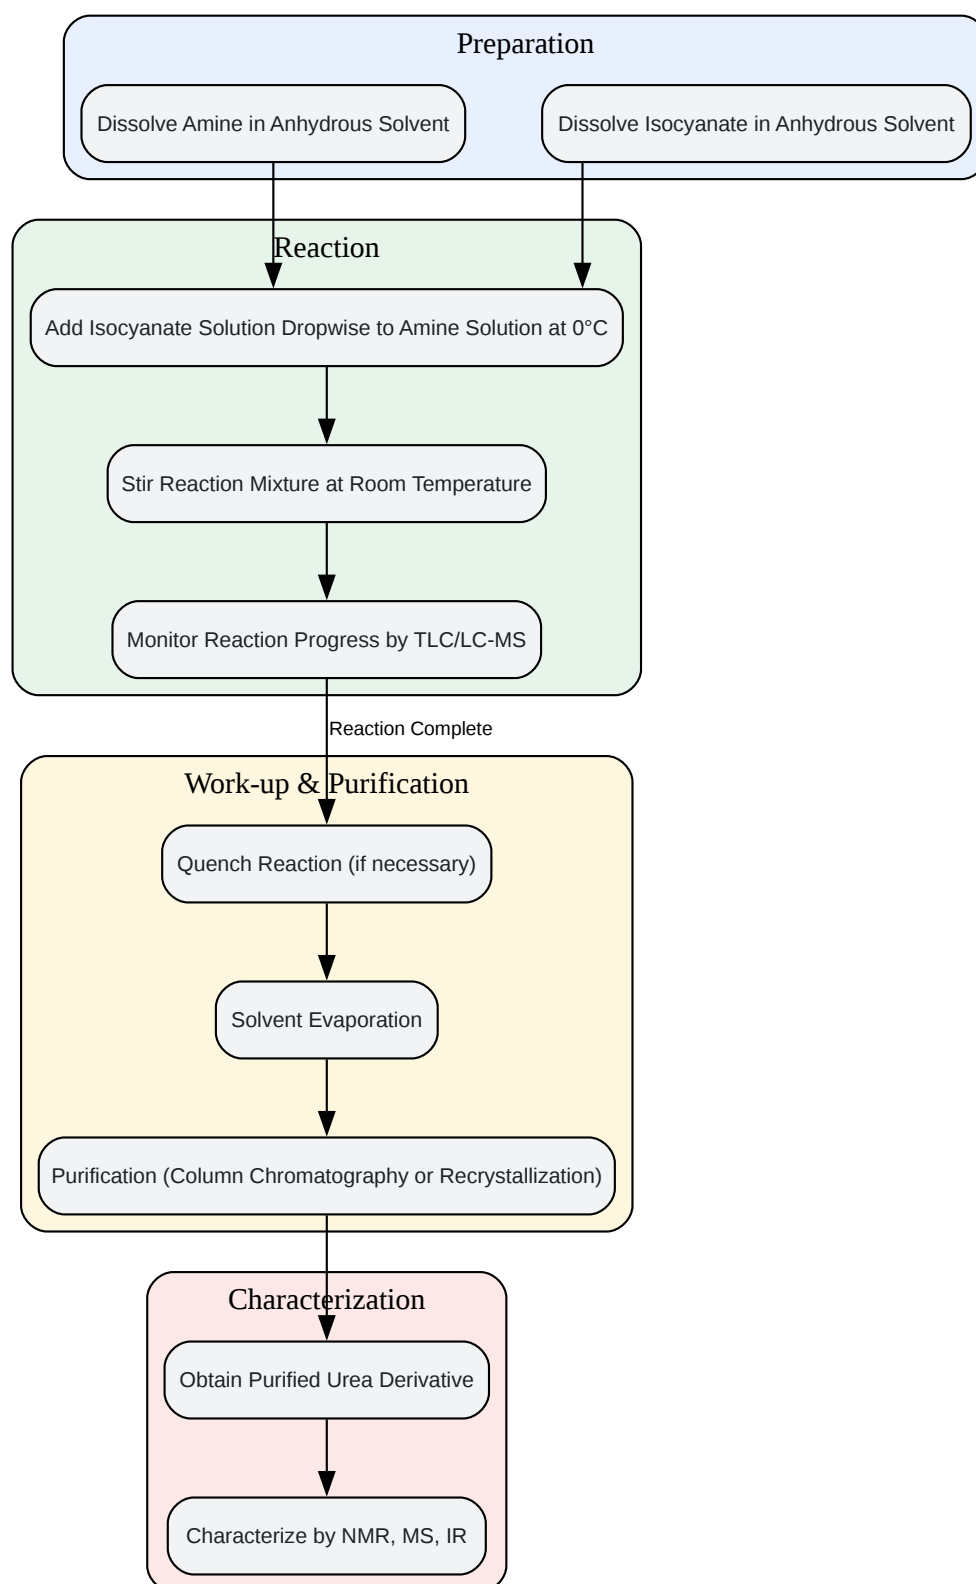 Preparation
Dissolve Amine in Anhydrous Solvent
Dissolve Isocyanate in Anhydrous Solvent
Reaction
Add Isocyanate Solution Dropwise to Amine Solution at 0°C
Stir Reaction Mixture at Room Temperature
Monitor Reaction Progress by TLC/LC-MS
Reaction Complete
Work-up & Purification
Quench Reaction (if necessary)
Solvent Evaporation
Purification (Column Chromatography or Recrystallization)
Characterization
Obtain Purified Urea Derivative
Characterize by NMR, MS, IR